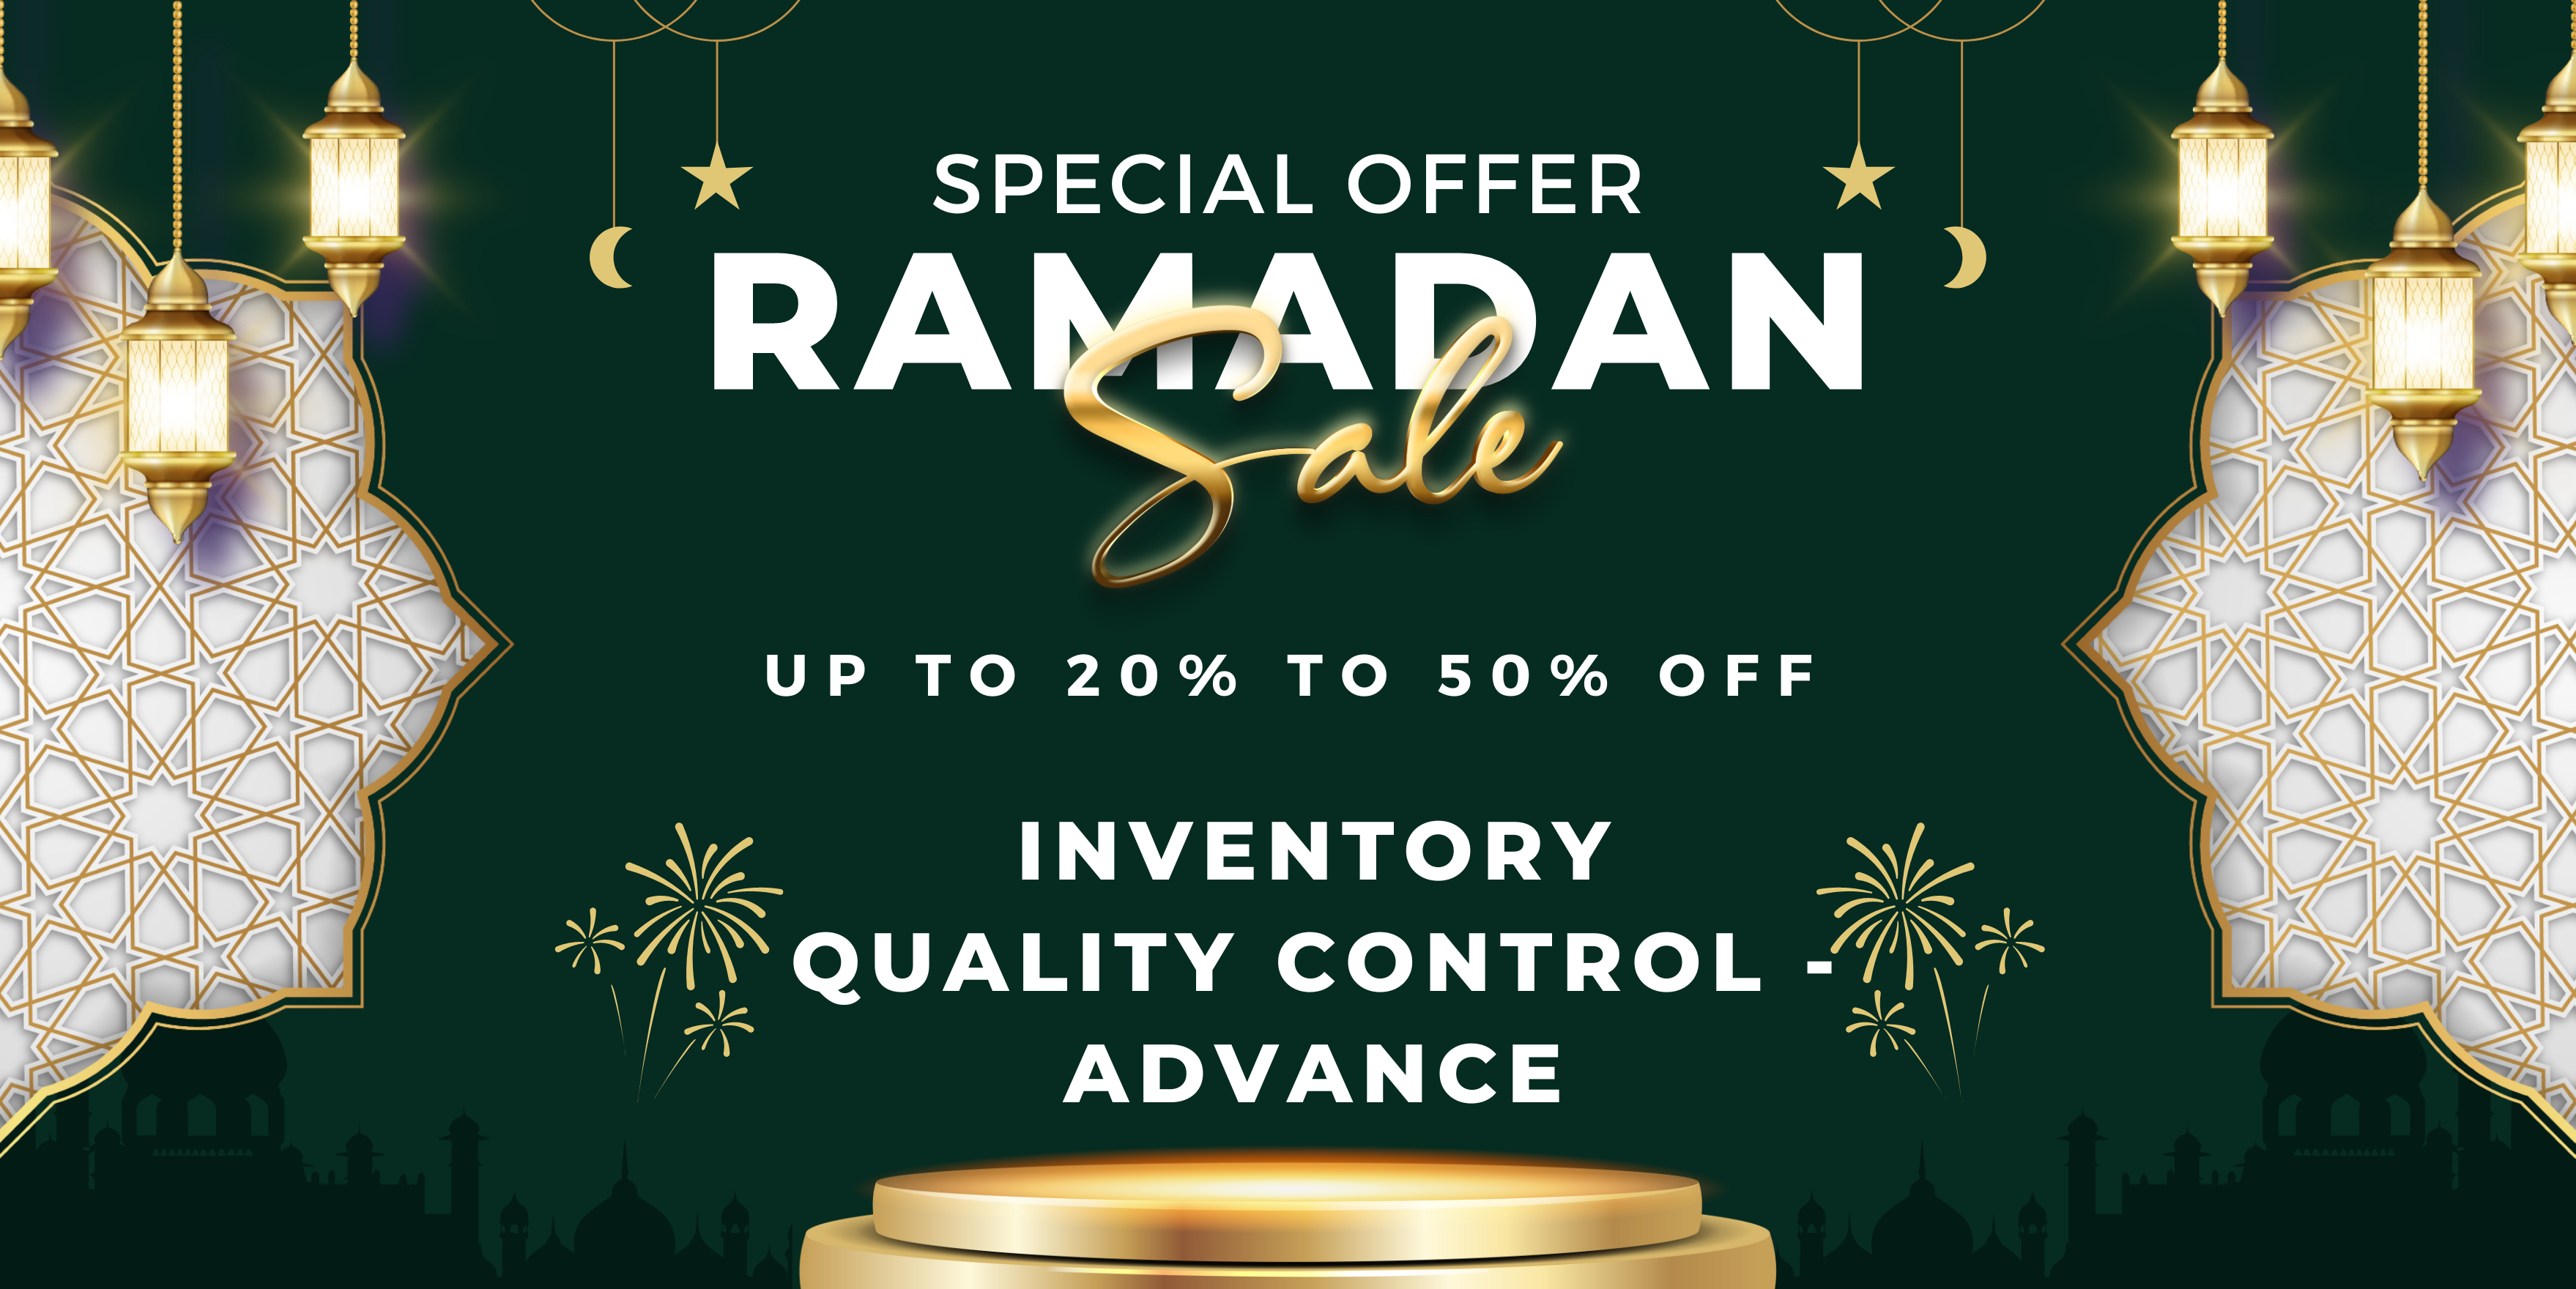 SPECIAL OFFER
RAMADAN
Sale
UP TO 20% TO 50% OFF
INVENTORY
QUALITY CONTROL -
ADVANCE